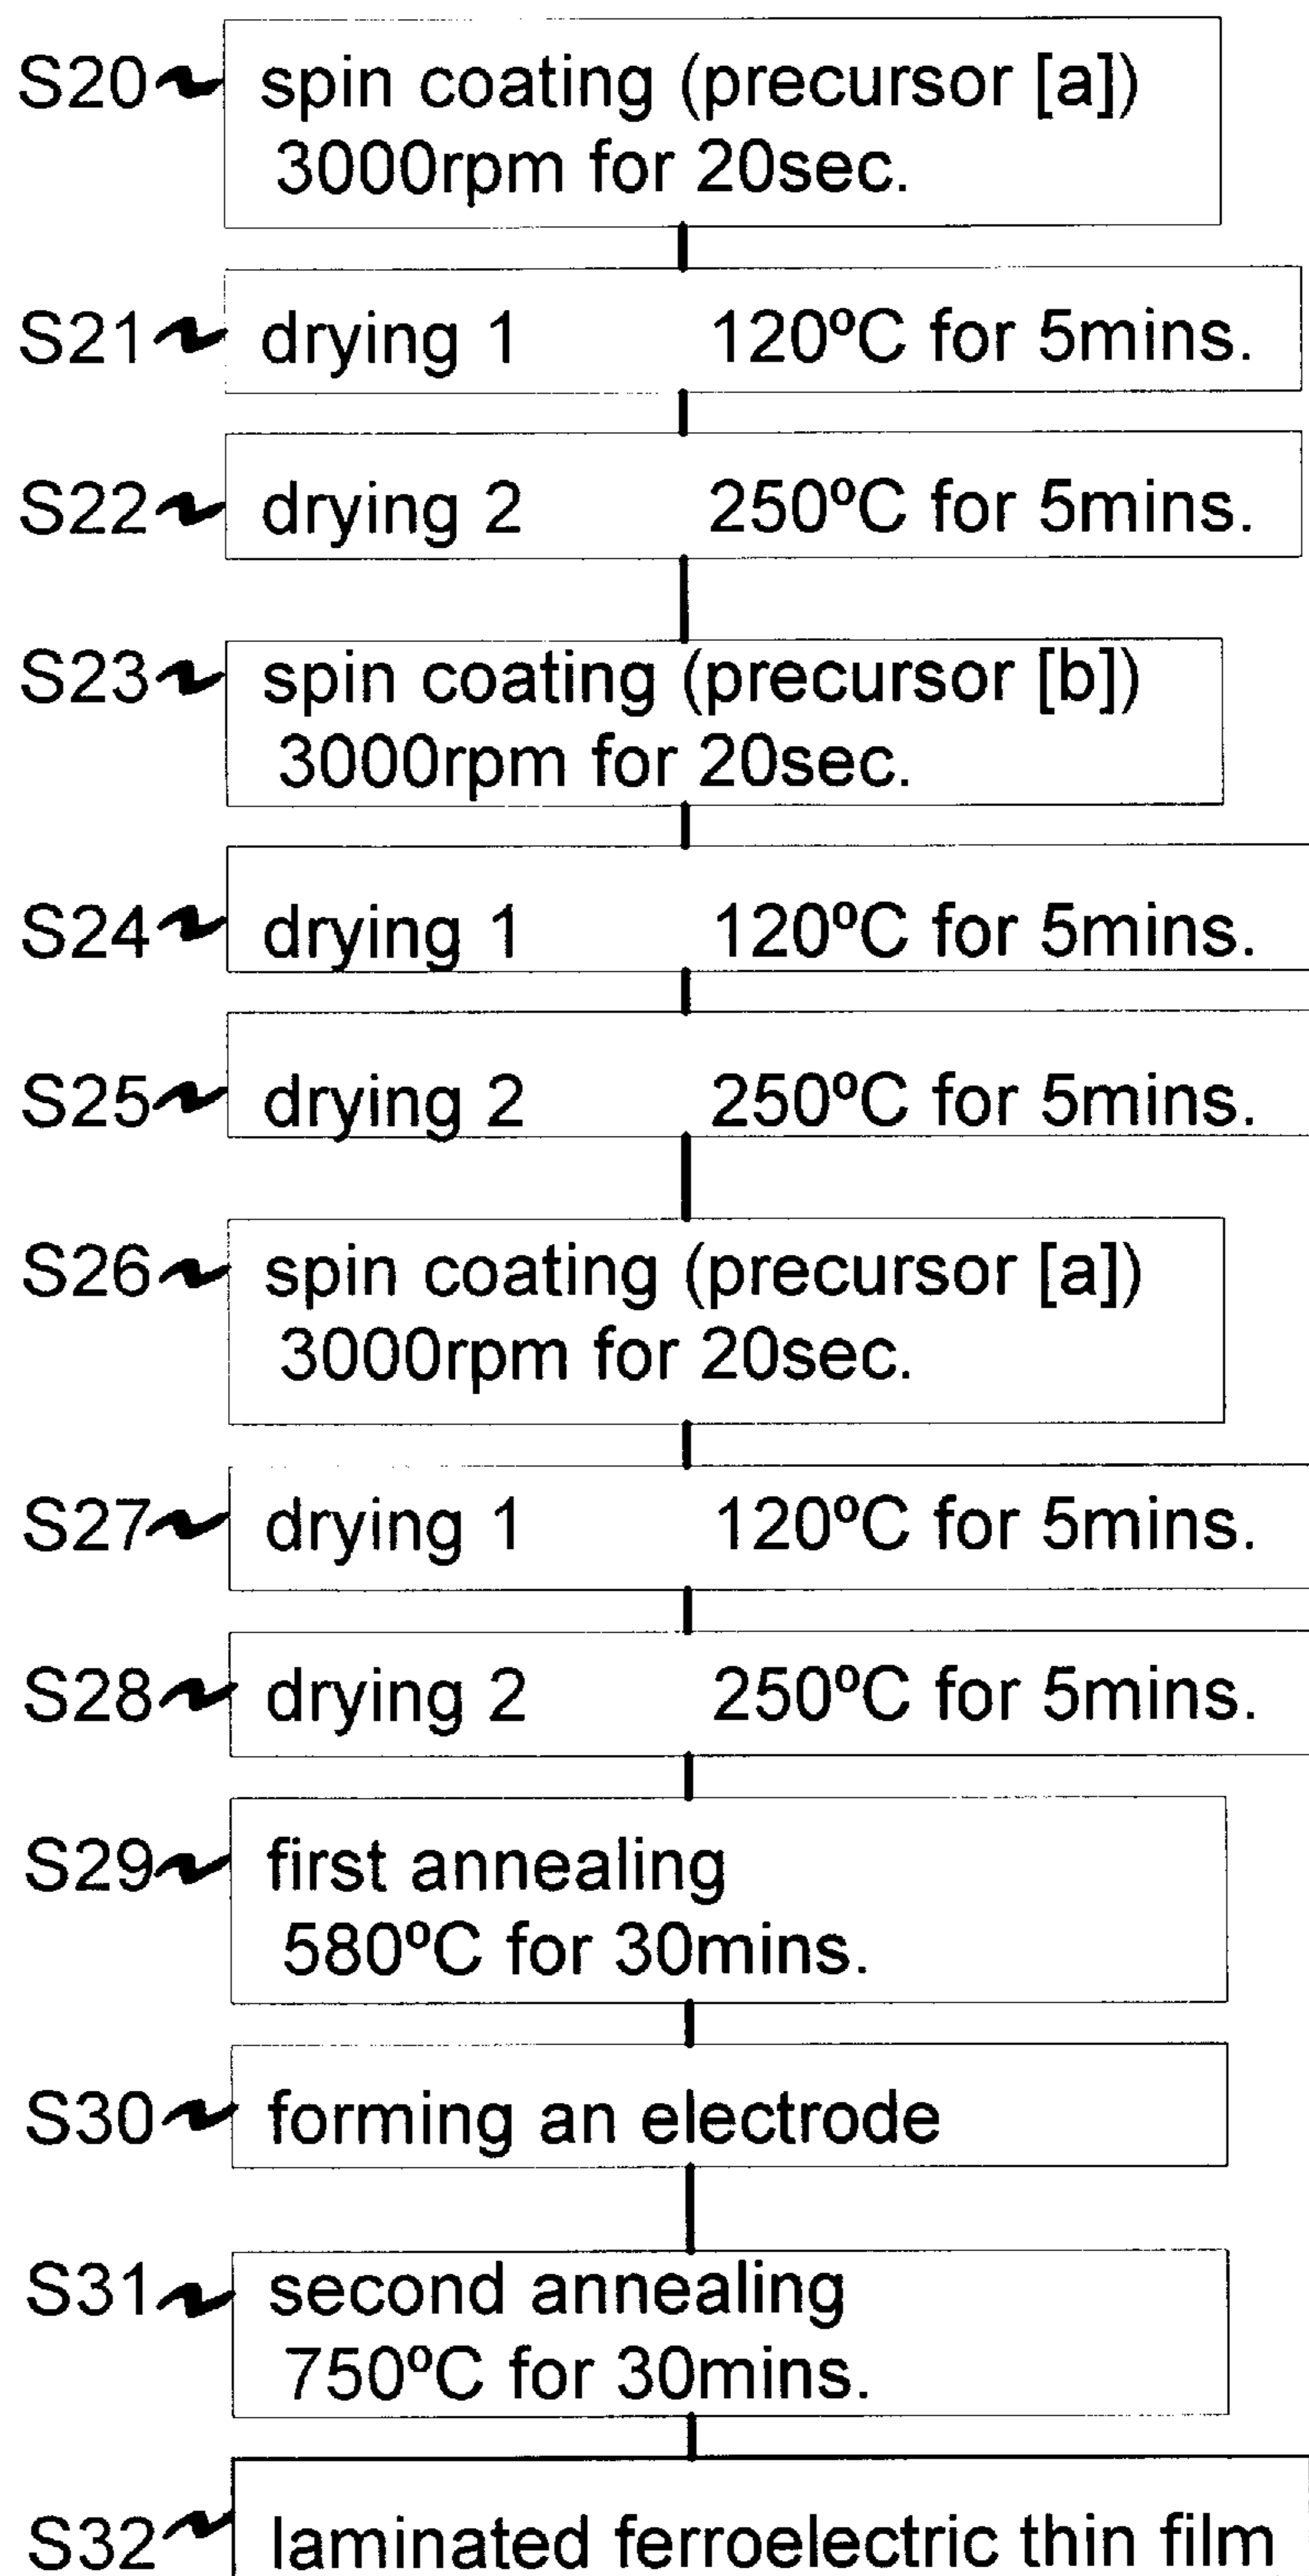 S20 spin coating (precursor [a])
3000rpm for 20sec.
S21 drying 1 120ºC for 5mins.
S22 drying 2 250ºC for 5mins.
S23 spin coating (precursor [b])
3000rpm for 20sec.
S24 drying 1 120ºC for 5mins.
S25 drying 2 250ºC for 5mins.
S26 spin coating (precursor [a])
3000rpm for 20sec.
S27 drying 1 120ºC for 5mins.
S28 drying 2 250ºC for 5mins.
S29 first annealing
580ºC for 30mins.
S30 forming an electrode
S31 second annealing
750ºC for 30mins.
S32 laminated ferroelectric thin film